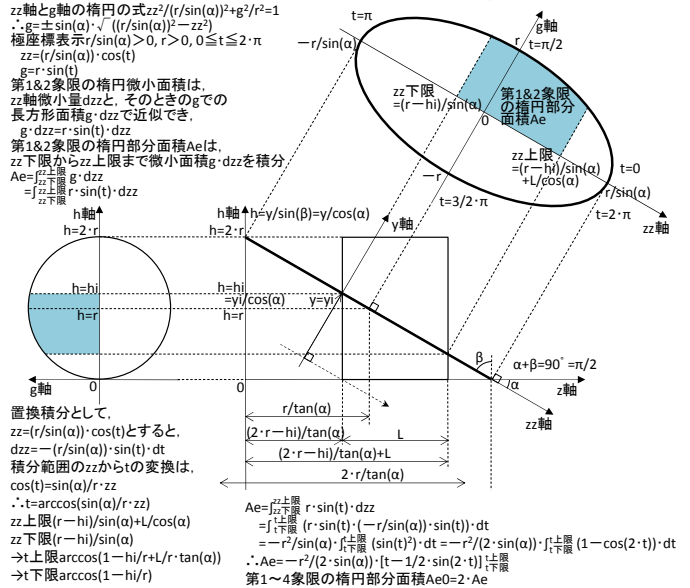 zz軸とg軸の楕円の式zz²/(r/sin(α))²+g²/r²=1
∴g=±sin(α)・√((r/sin(α))²－zz²)
極座標表示r/sin(α)>0, r>0, 0≦t≦2・π
zz=(r/sin(α))・cos(t)
g=r・sin(t)
第1&2象限の楕円微小面積は,
zz軸微小量dzzと, そのときのgでの
長方形面積g・dzzで近似でき,
g・dzz=r・sin(t)・dzz
第1&2象限の楕円部分面積Aeは,
zz下限からzz上限まで微小面積g・dzzを積分,
Ae=∫zz下限zz上限 g・dzz
=∫zz下限zz上限 r・sin(t)・dzz
t=π
－r/sin(α)
g軸
r
t=π/2
zz下限
=(r－hi)/sin(α)
第1&2象限
の楕円部分
面積Ae
0
zz上限
=(r－hi)/sin(α)
+L/cos(α)
t=0
r/sin(α)
－r
t=3/2・π
t=2・π
zz軸
h軸
h=2・r
h=hi
h=r
g軸
0
h軸
h=2・r
h=y/sin(β)=y/cos(α)
y軸
h=hi
=yi/cos(α)
y=yi
h=r
0
β
α+β=90°=π/2
α
z軸
zz軸
r/tan(α)
(2・r－hi)/tan(α)
L
(2・r－hi)/tan(α)+L
2・r/tan(α)
置換積分として,
zz=(r/sin(α))・cos(t)とすると,
dzz=－(r/sin(α))・sin(t)・dt
積分範囲のzzからtの変換は,
cos(t)=sin(α)/r・zz
∴t=arccos(sin(α)/r・zz)
zz上限(r－hi)/sin(α)+L/cos(α)
zz下限(r－hi)/sin(α)
→t上限arccos(1－hi/r+L/r・tan(α))
→t下限arccos(1－hi/r)
Ae=∫zz下限zz上限 r・sin(t)・dzz
=∫t下限t上限 (r・sin(t)・(－r/sin(α))・sin(t))・dt
=－r²/sin(α)・∫t下限t上限 (sin(t))²・dt=－r²/(2・sin(α))・∫t下限t上限 (1－cos(2・t))・dt
∴Ae=－r²/(2・sin(α))・[t－1/2・sin(2・t)]t下限t上限
第1～4象限の楕円部分面積Ae0=2・Ae